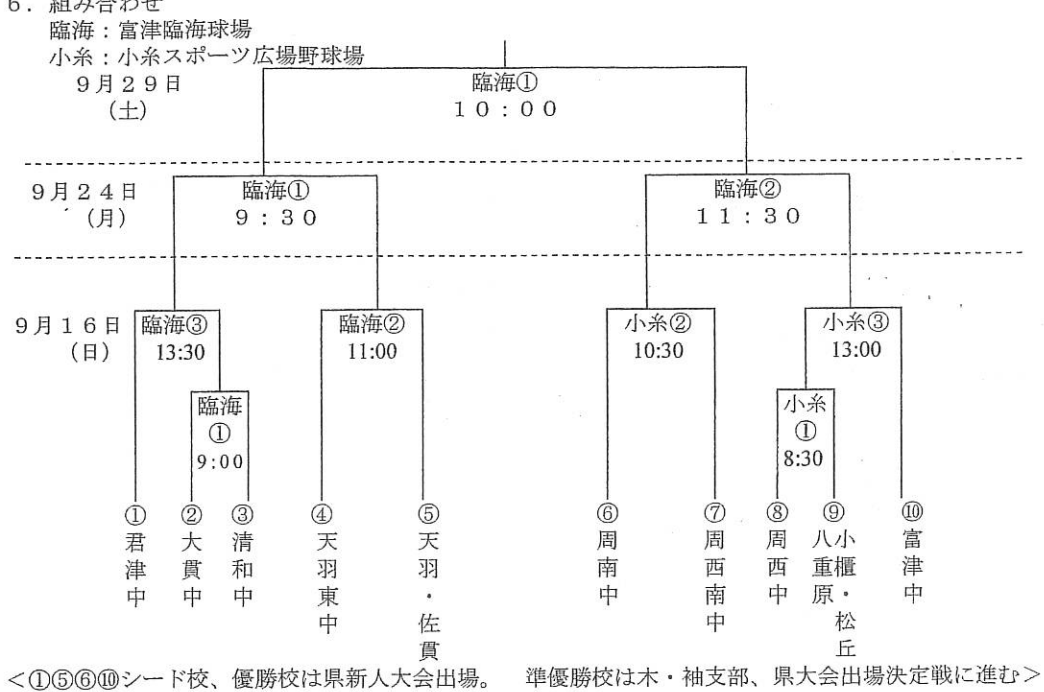 6．組み合わせ
臨海：富津臨海球場
小糸：小糸スポーツ広場野球場
9月29日
（土）
臨海①
10：00
9月24日
（月）
臨海①
9：30
臨海②
11：30
9月16日
（日）
臨海③
13:30
臨海②
11:00
小糸②
10:30
小糸③
13:00
臨海
①
9:00
小糸
①
8:30
①君津中
②大貫中
③清和中
④天羽東中
⑤天羽・佐貫
⑥周南中
⑦周西南中
⑧周西中
⑨小櫃・松丘
八重原
⑩富津中
＜①⑤⑥⑩シード校、優勝校は県新人大会出場。　準優勝校は木・袖支部、県大会出場決定戦に進む＞